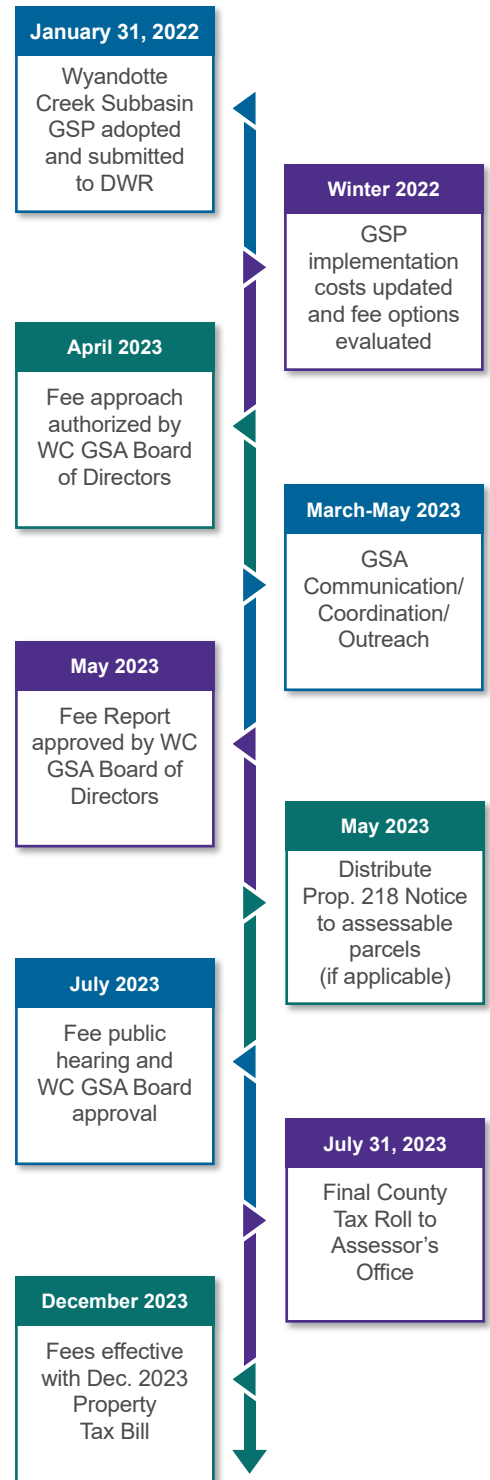 January 31, 2022
Wyandotte
Creek Subbasin
GSP adopted
and submitted
to DWR
Winter 2022
GSP
implementation
costs updated
and fee options
evaluated
April 2023
Fee approach
authorized by
WC GSA Board
of Directors
March-May 2023
GSA
Communication/
Coordination/
Outreach
May 2023
Fee Report
approved by WC
GSA Board of
Directors
May 2023
Distribute
Prop. 218 Notice
to assessable
parcels
(if applicable)
July 2023
Fee public
hearing and
WC GSA Board
approval
July 31, 2023
Final County
Tax Roll to
Assessor’s
Office
December 2023
Fees effective
with Dec. 2023
Property
Tax Bill